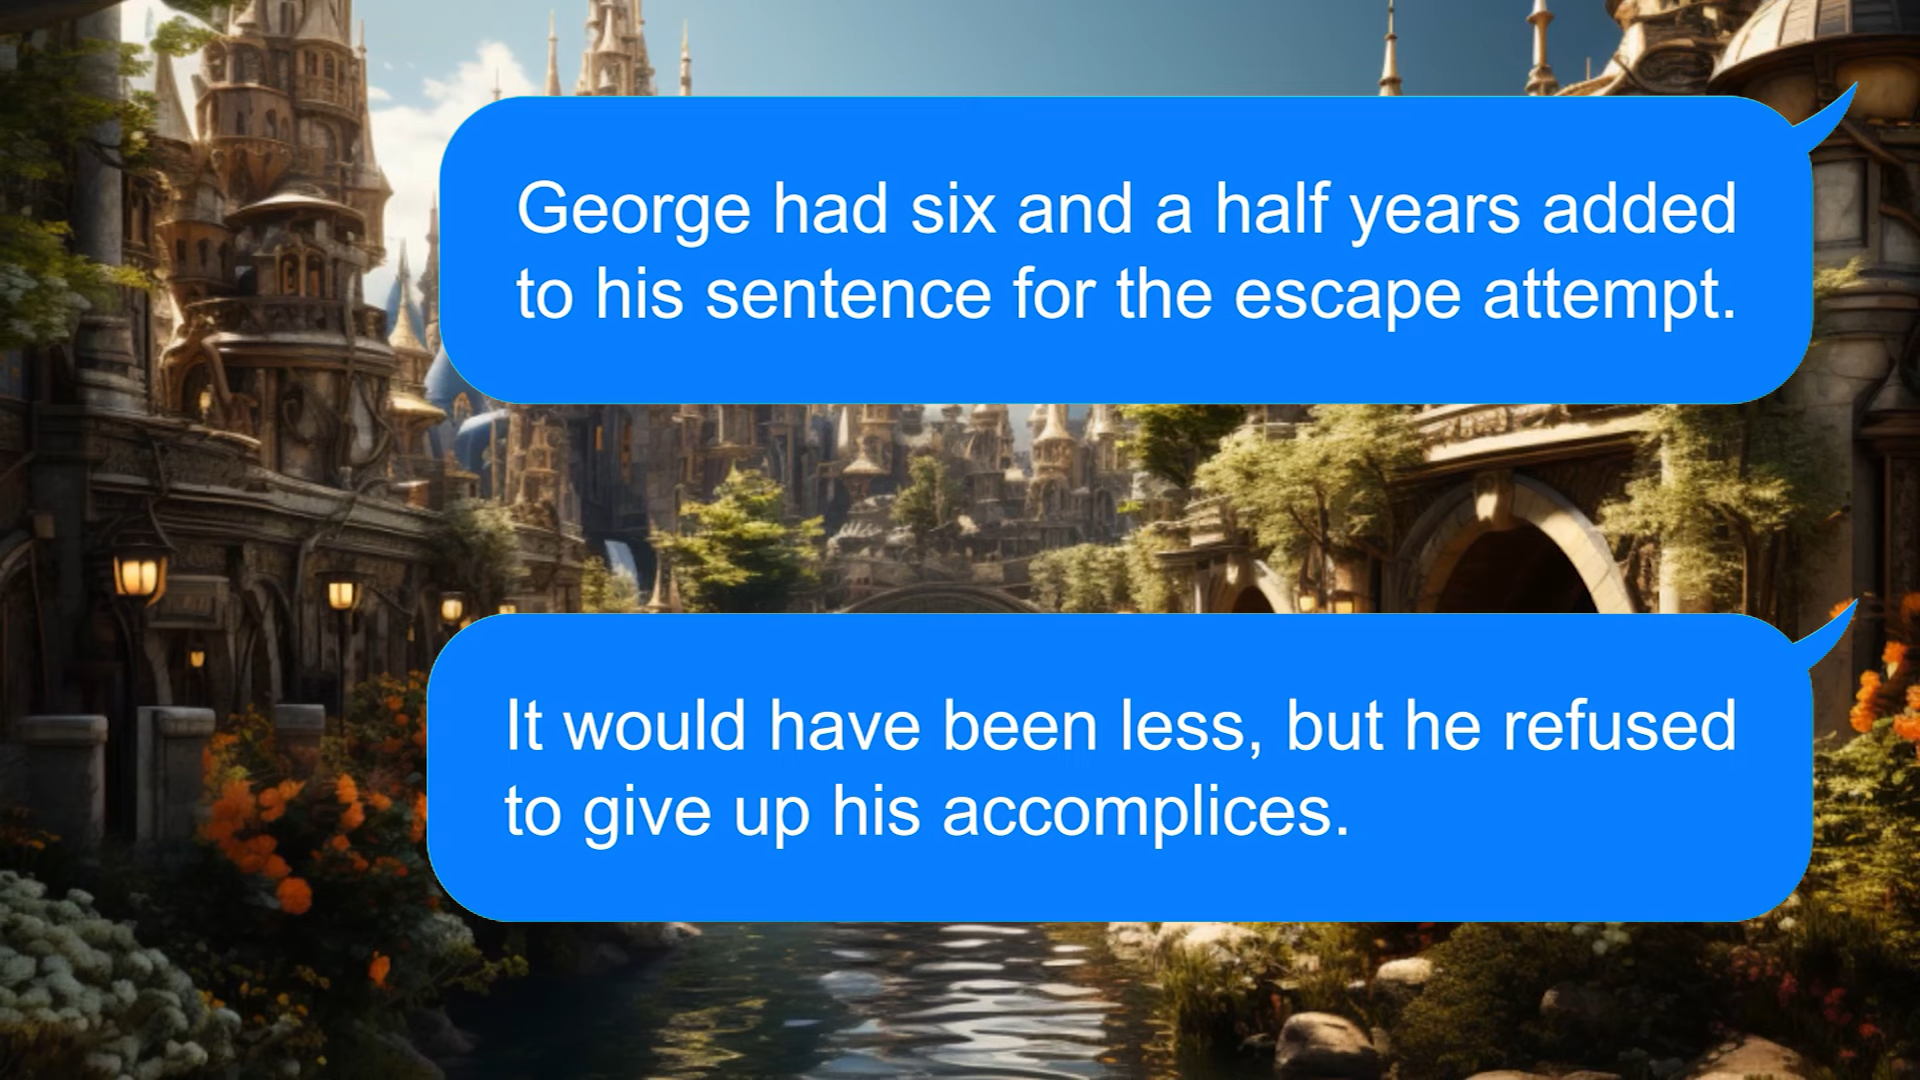 George had six and a half years added
to his sentence for the escape attempt.
It would have been less, but he refused
to give up his accomplices.